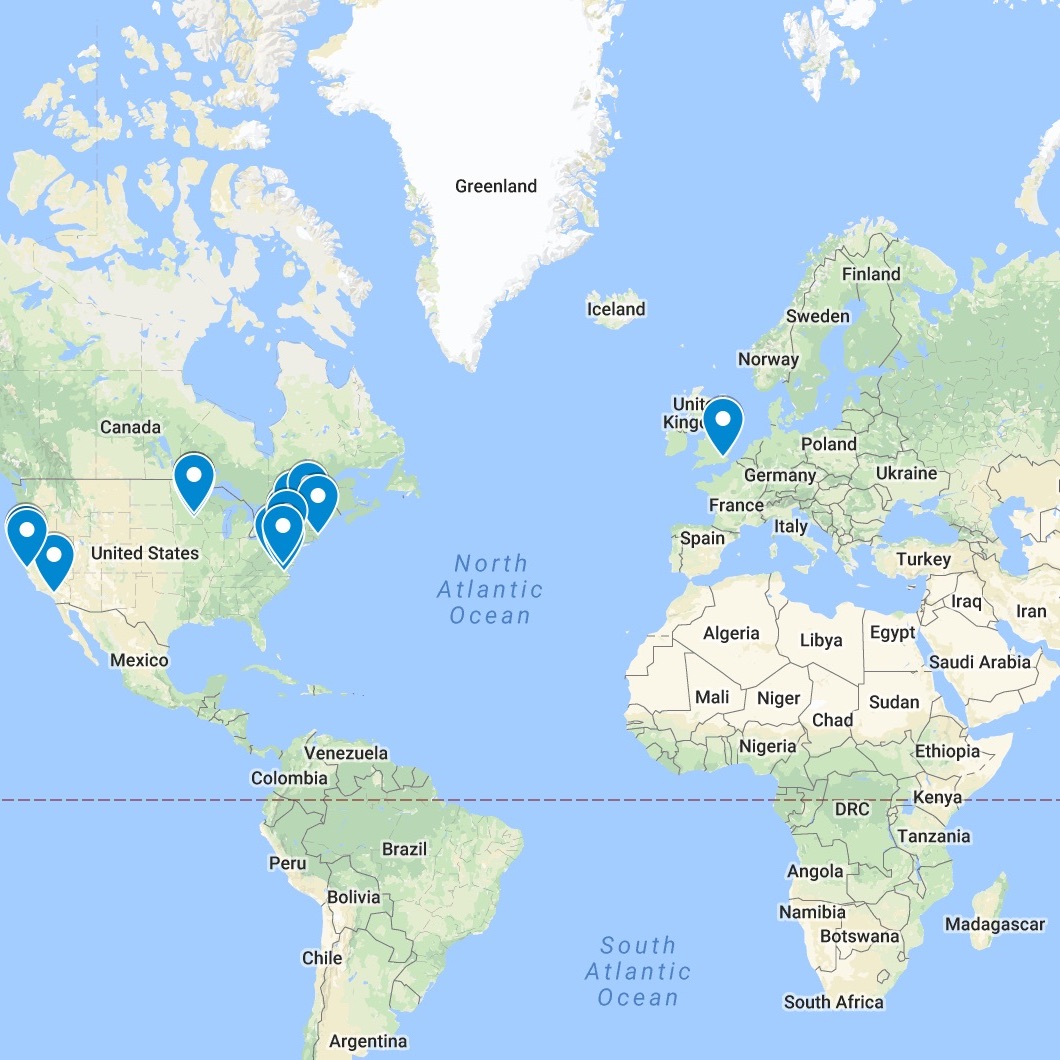 Greenland
Finland
Iceland
Sweden
Norway
Unit
Kingd
Canada
Poland
Germany
Ukraine
France
Italy
United States
Spain
Turkey
North
Atlantic
Ocean
Iraq
Iran
Algeria
Libya
Egypt
Mexico
Saudi Arabia
Mali
Niger
Sudan
Chad
Nigeria
Ethiopia
Venezuela
Colombia
Kenya
DRC
Tanzania
Brazil
Peru
Angola
Bolivia
Namibia
Madagascar
Botswana
South
Atlantic
Ocean
Chile
South Africa
Argentina